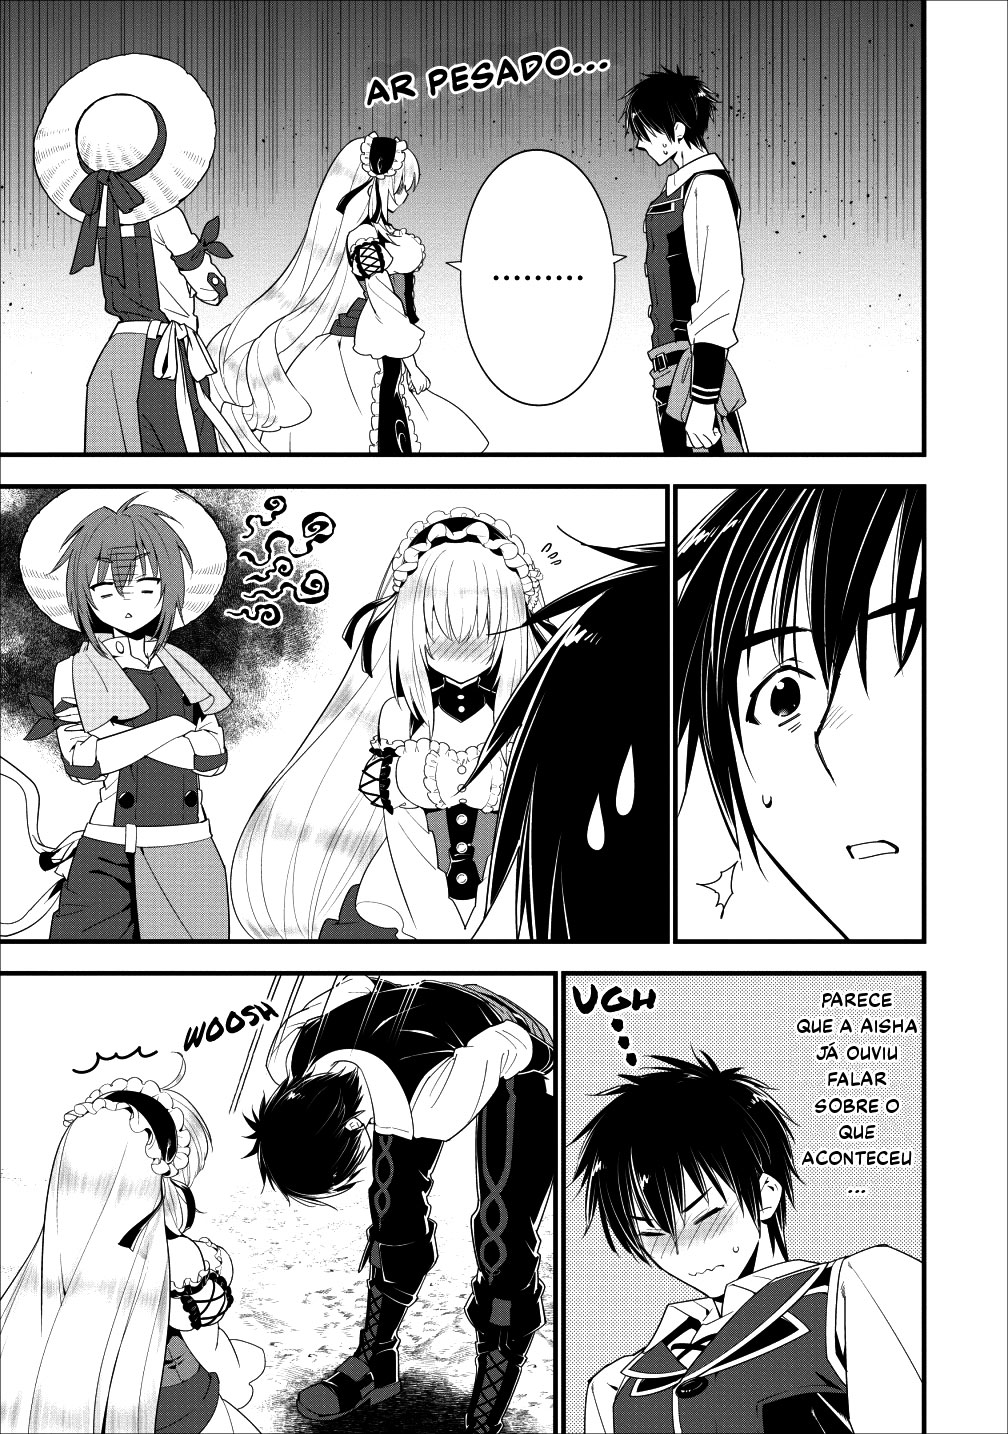 AR PESADO...
.........
UGH
...
PARECE
QUE A AISHA
JÁ OUVIU
FALAR
SOBRE O
QUE
ACONTECEU
...
WOOSH